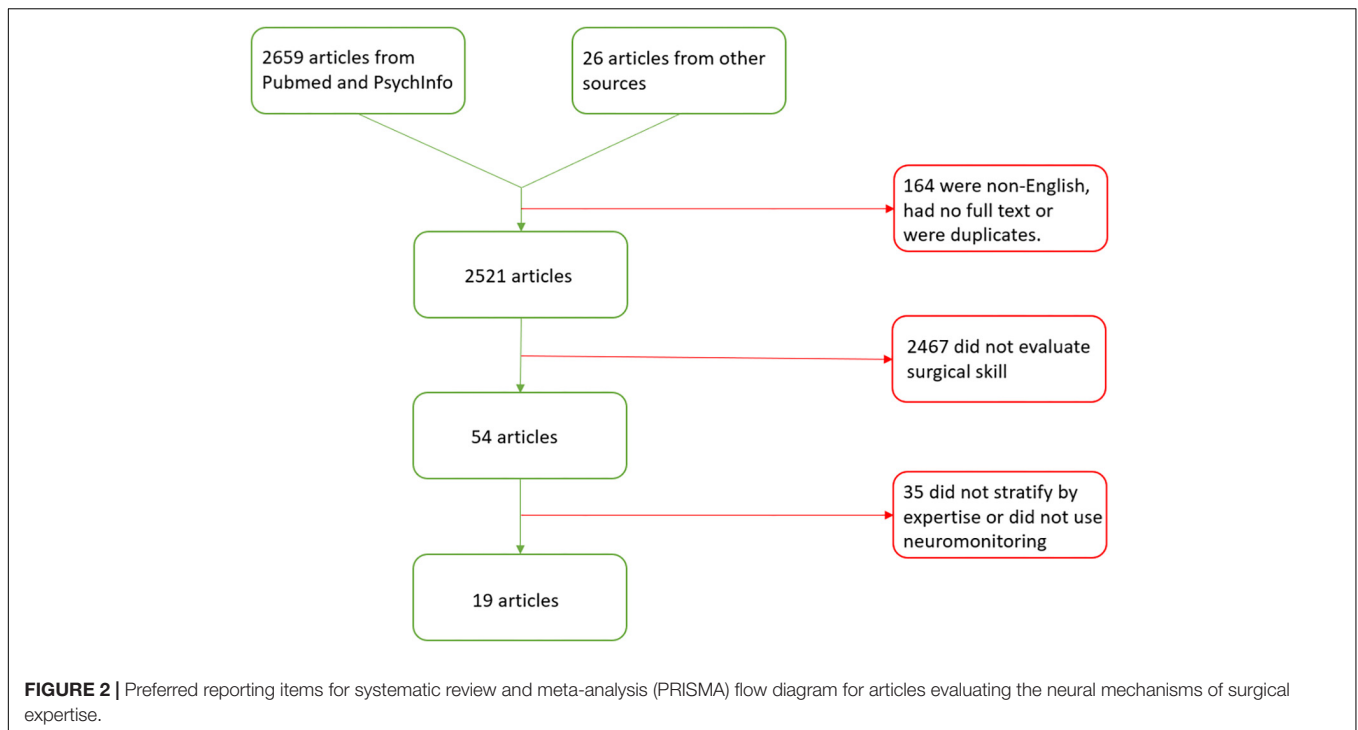 2659 articles from
Pubmed and PsychInfo
26 articles from other
sources
164 were non-English,
had no full text or
were duplicates.
2521 articles
2467 did not evaluate
surgical skill
54 articles
35 did not stratify by
expertise or did not use
neuromonitoring
19 articles
FIGURE 2 | Preferred reporting items for systematic review and meta-analysis (PRISMA) flow diagram for articles evaluating the neural mechanisms of surgical
expertise.